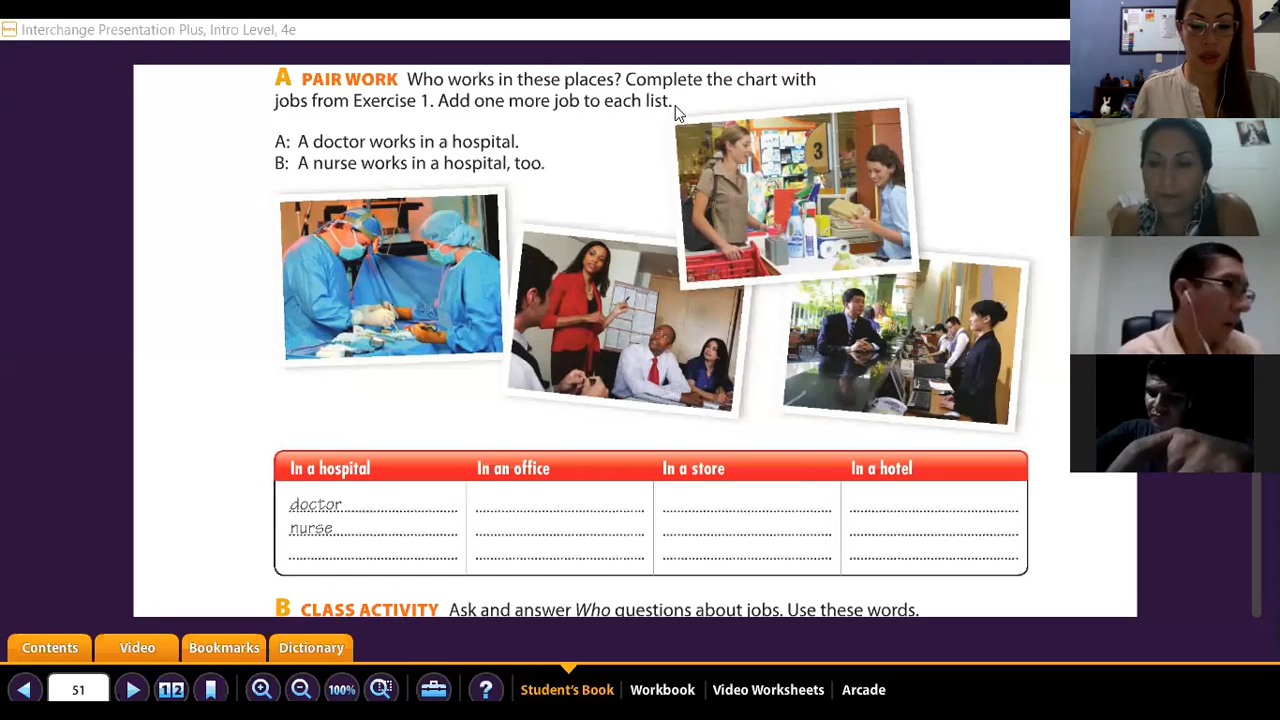 Interchange Presentation Plus, Intro Level, 4e
A PAIR WORK Who works in these places? Complete the chart with
jobs from Exercise 1. Add one more job to each list.
A: A doctor works in a hospital.
B: A nurse works in a hospital, too.
3
In a hospital In an office In a store In a hotel
doctor
nurse
B CLASS ACTIVITY Ask and answer Who questions about jobs. Use these words.
Contents Video Bookmarks Dictionary
51 12 100% ? Student's Book Workbook Video Worksheets Arcade